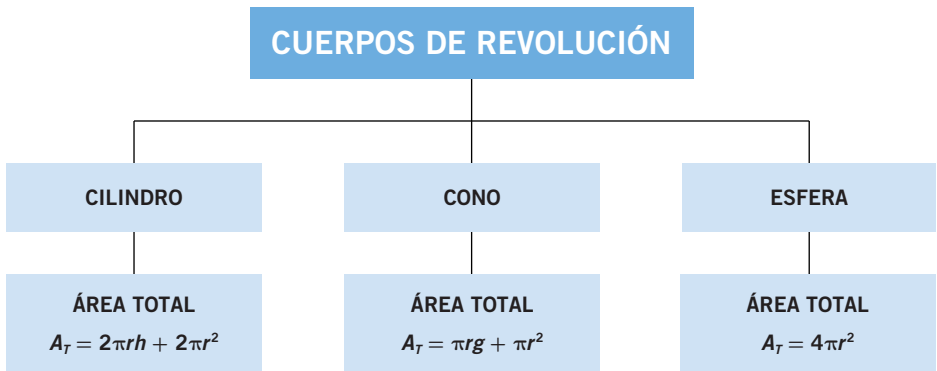 CUERPOS DE REVOLUCIÓN
CILINDRO
CONO
ESFERA
ÁREA TOTAL
A_T = 2πrh + 2πr²
ÁREA TOTAL
A_T = πrg + πr²
ÁREA TOTAL
A_T = 4πr²